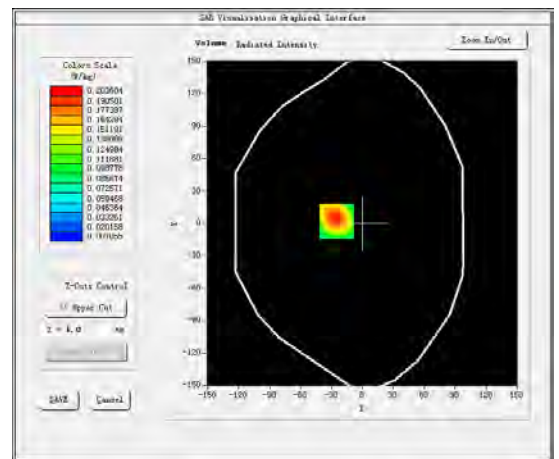 SAR Visualisation Graphical Interface
Volume Radiated Intensity
Zoom In/Out
Colors Scale
(W/kg)
0.203604
0.190501
0.177397
0.164294
0.151191
0.138088
0.124984
0.111881
0.098778
0.085674
0.072571
0.059468
0.046364
0.033261
0.020158
0.007055
150
120
90
60
30
0
-30
-60
-90
-120
-150
-150 -120 -90 -60 -30 0 30 60 90 120 150
Z-Cuts Control
Upper Cut
SAVE
Cancel